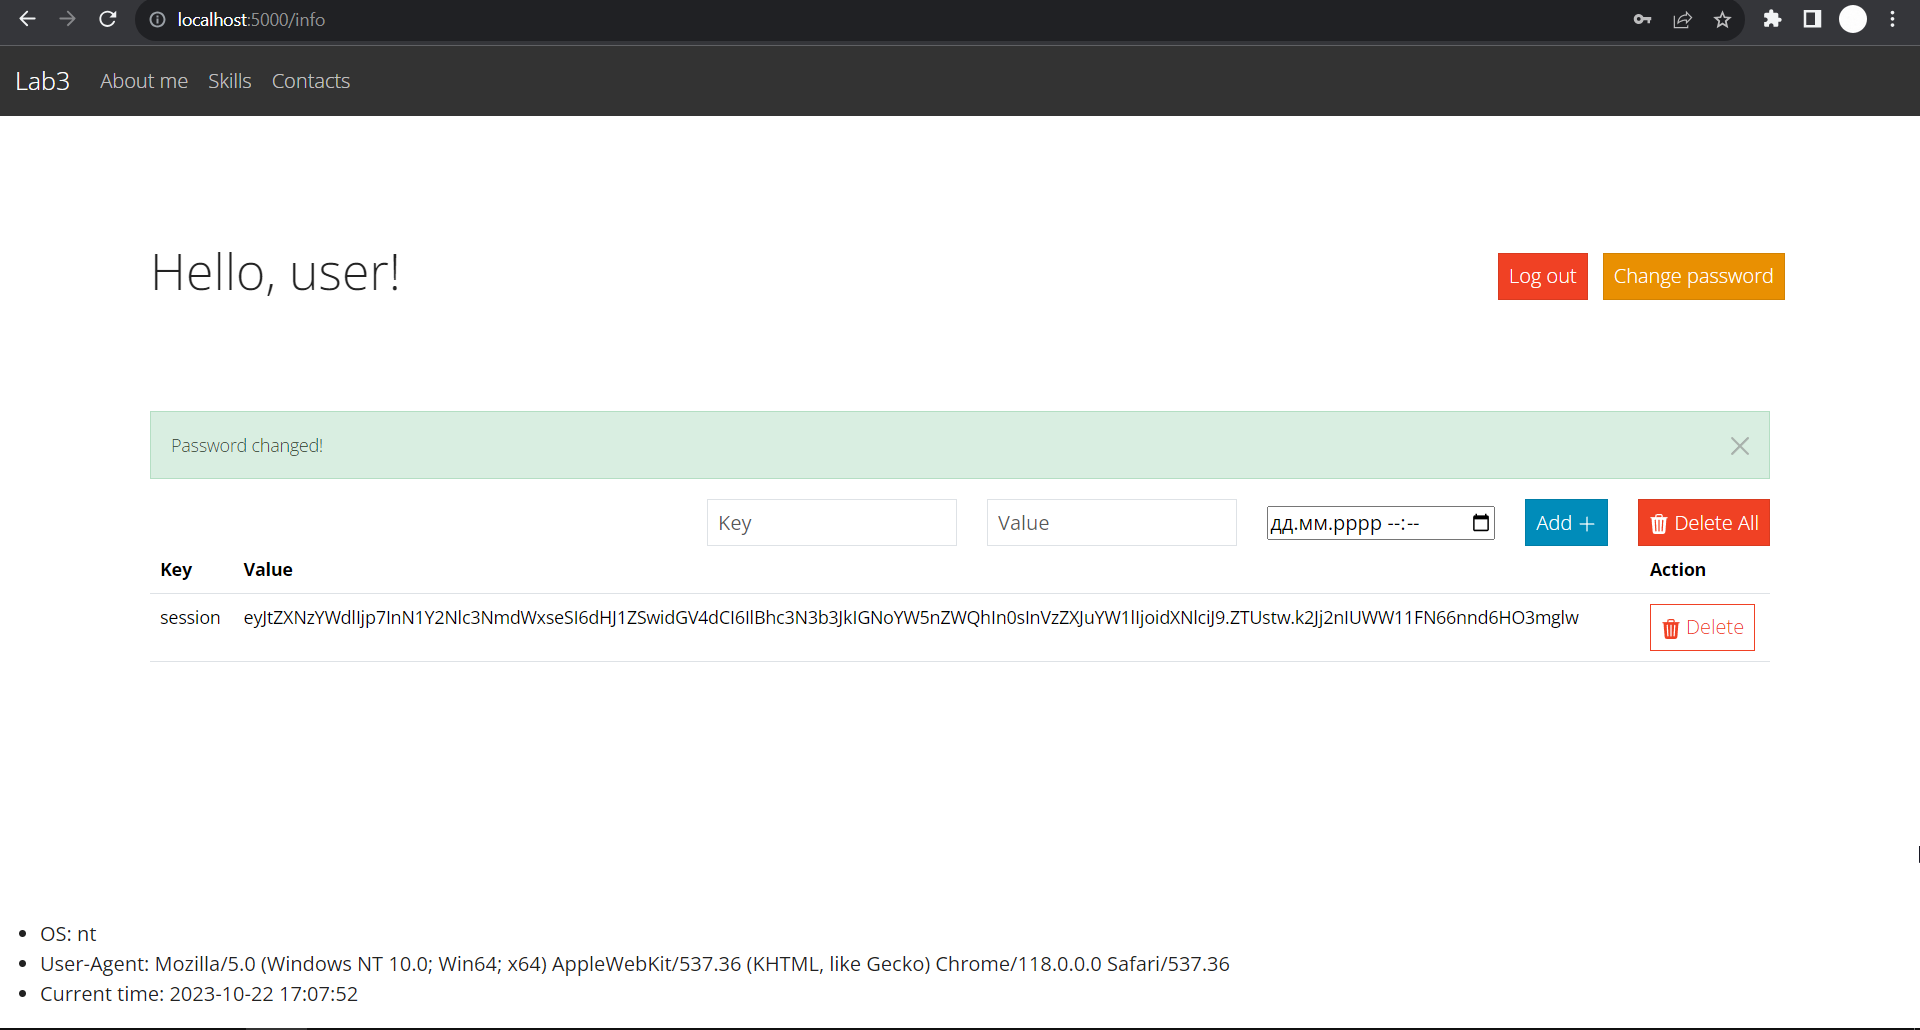 localhost:5000/info
Lab3 About me Skills Contacts
Hello, user!
Log out Change password
Password changed!
Key Value дд.мм.рррр --:-- Add + Delete All
Key Value Action
session eyJtZXNzYWdlIjp7InN1Y2Nlc3NmdWxseSI6dHJ1ZSwidGV4dCI6IlBhc3N3b3JkIGNoYW5nZWQhIn0sInVzZXJuYW1lIjoidXNlciJ9.ZTUstw.k2Jj2nIUWW11FN66nnd6HO3mglw Delete
OS: nt
User-Agent: Mozilla/5.0 (Windows NT 10.0; Win64; x64) AppleWebKit/537.36 (KHTML, like Gecko) Chrome/118.0.0.0 Safari/537.36
Current time: 2023-10-22 17:07:52